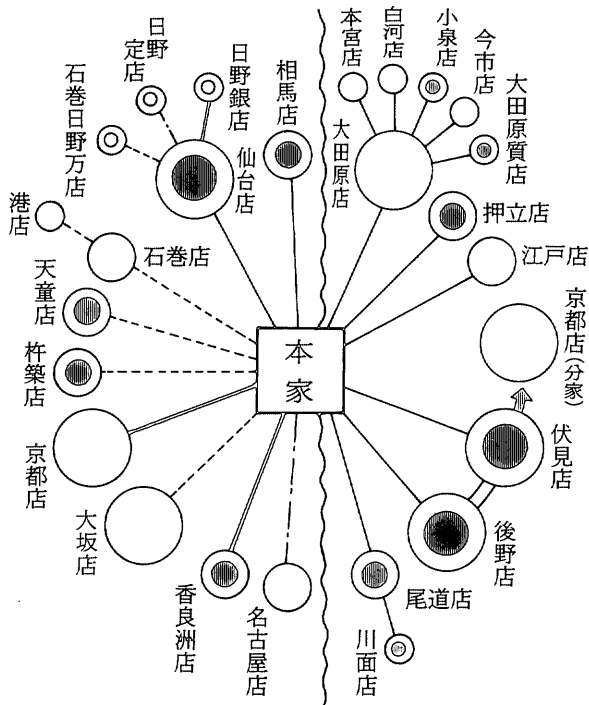 日野定店
日野銀店
石巻日野万店
仙台店
相馬店
港店
石巻店
天童店
杵築店
京都店
大坂店
香良洲店
名古屋店
本家
本宮店
白河店
小泉店
今市店
大田原質店
大田原店
押立店
江戸店
京都店(分家)
伏見店
後野店
尾道店
川面店